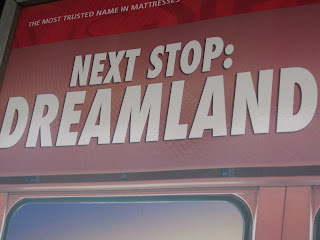 THE MOST TRUSTED NAME IN MATTRESSES
NEXT STOP:
DREAMLAND